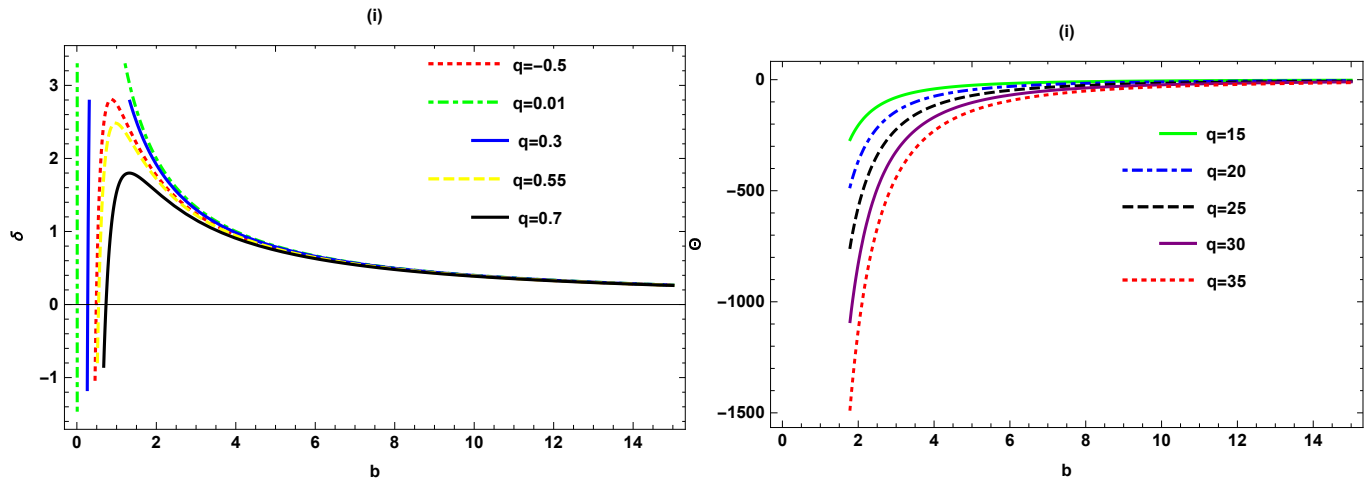 (i)
q=-0.5
q=0.01
q=0.3
q=0.55
q=0.7
δ
3
2
1
0
-1
0 2 4 6 8 10 12 14
b
(i)
q=15
q=20
q=25
q=30
q=35
Θ
0
-500
-1000
-1500
0 2 4 6 8 10 12 14
b